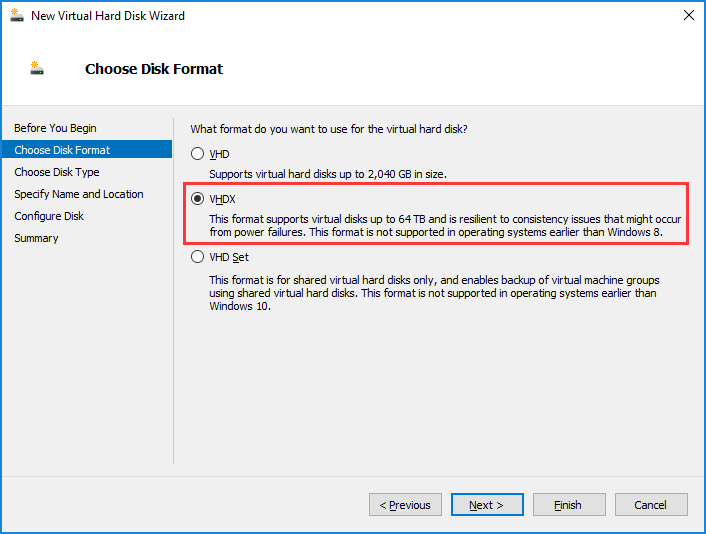 New Virtual Hard Disk Wizard
Choose Disk Format
Before You Begin
Choose Disk Format
Choose Disk Type
Specify Name and Location
Configure Disk
Summary
What format do you want to use for the virtual hard disk?
VHD
Supports virtual hard disks up to 2,040 GB in size.
VHDX
This format supports virtual disks up to 64 TB and is resilient to consistency issues that might occur
from power failures. This format is not supported in operating systems earlier than Windows 8.
VHD Set
This format is for shared virtual hard disks only, and enables backup of virtual machine groups
using shared virtual hard disks. This format is not supported in operating systems earlier than
Windows 10.
< Previous
Next >
Finish
Cancel